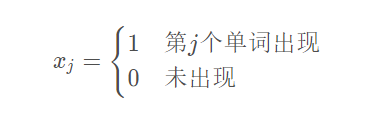 x_j = { 1 第j个单词出现
0 未出现